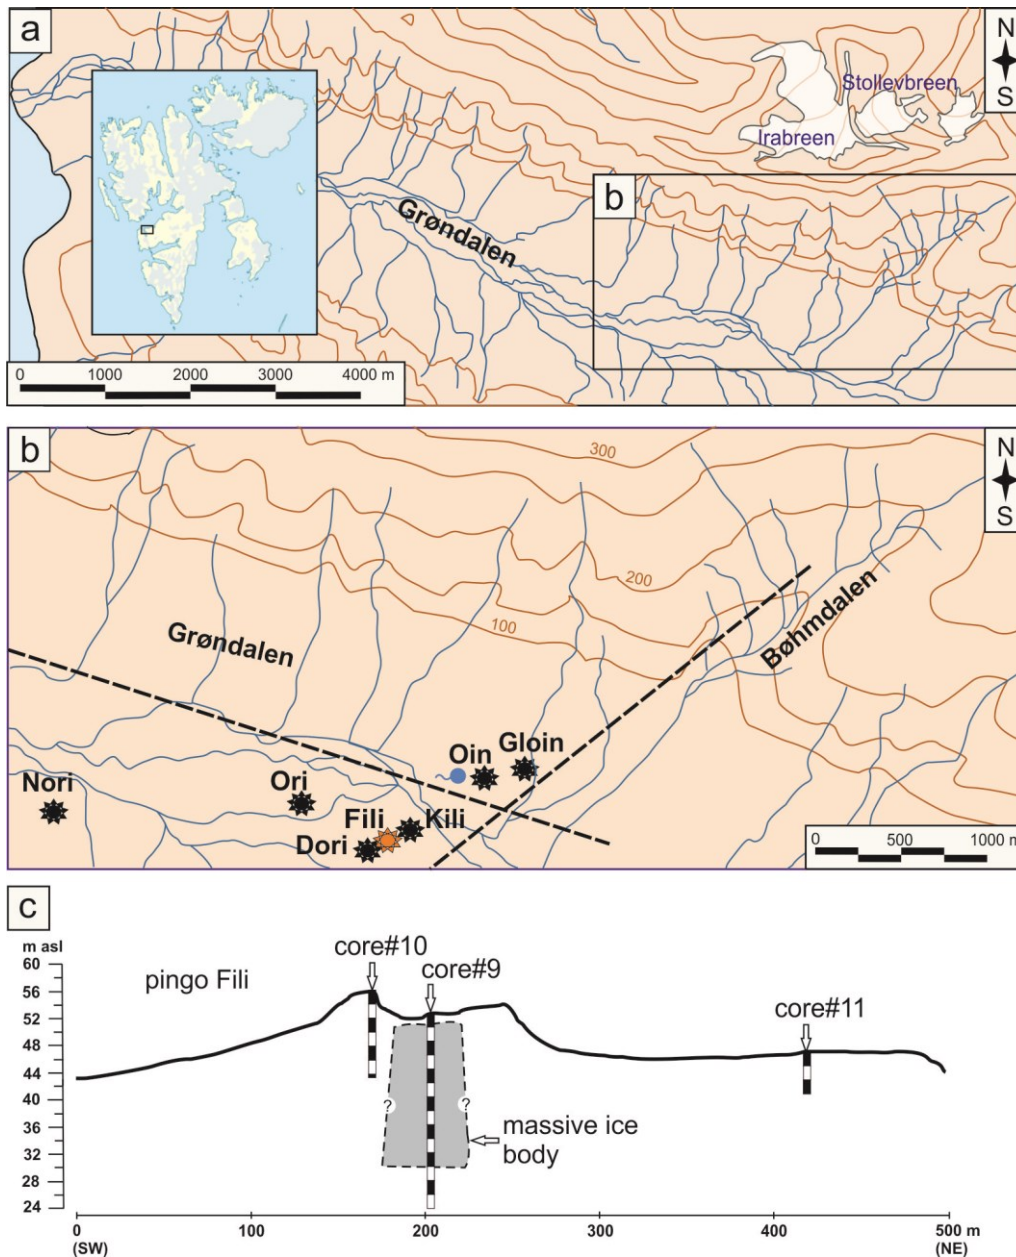 a
N
S
Stollevbreen
Irabreen
b
Grøndalen
0 1000 2000 3000 4000 m
b
N
S
300
200
100
Grøndalen
Bøhmdalen
Oin Gloin
Nori
Ori
Fili
Kili
Dori
0 500 1000 m
c
m asl
60
56
52
48
44
40
36
32
28
24
pingo Fili
core#10
core#9
core#11
?
?
massive ice
body
0 100 200 300 400 500 m
(SW) (NE)